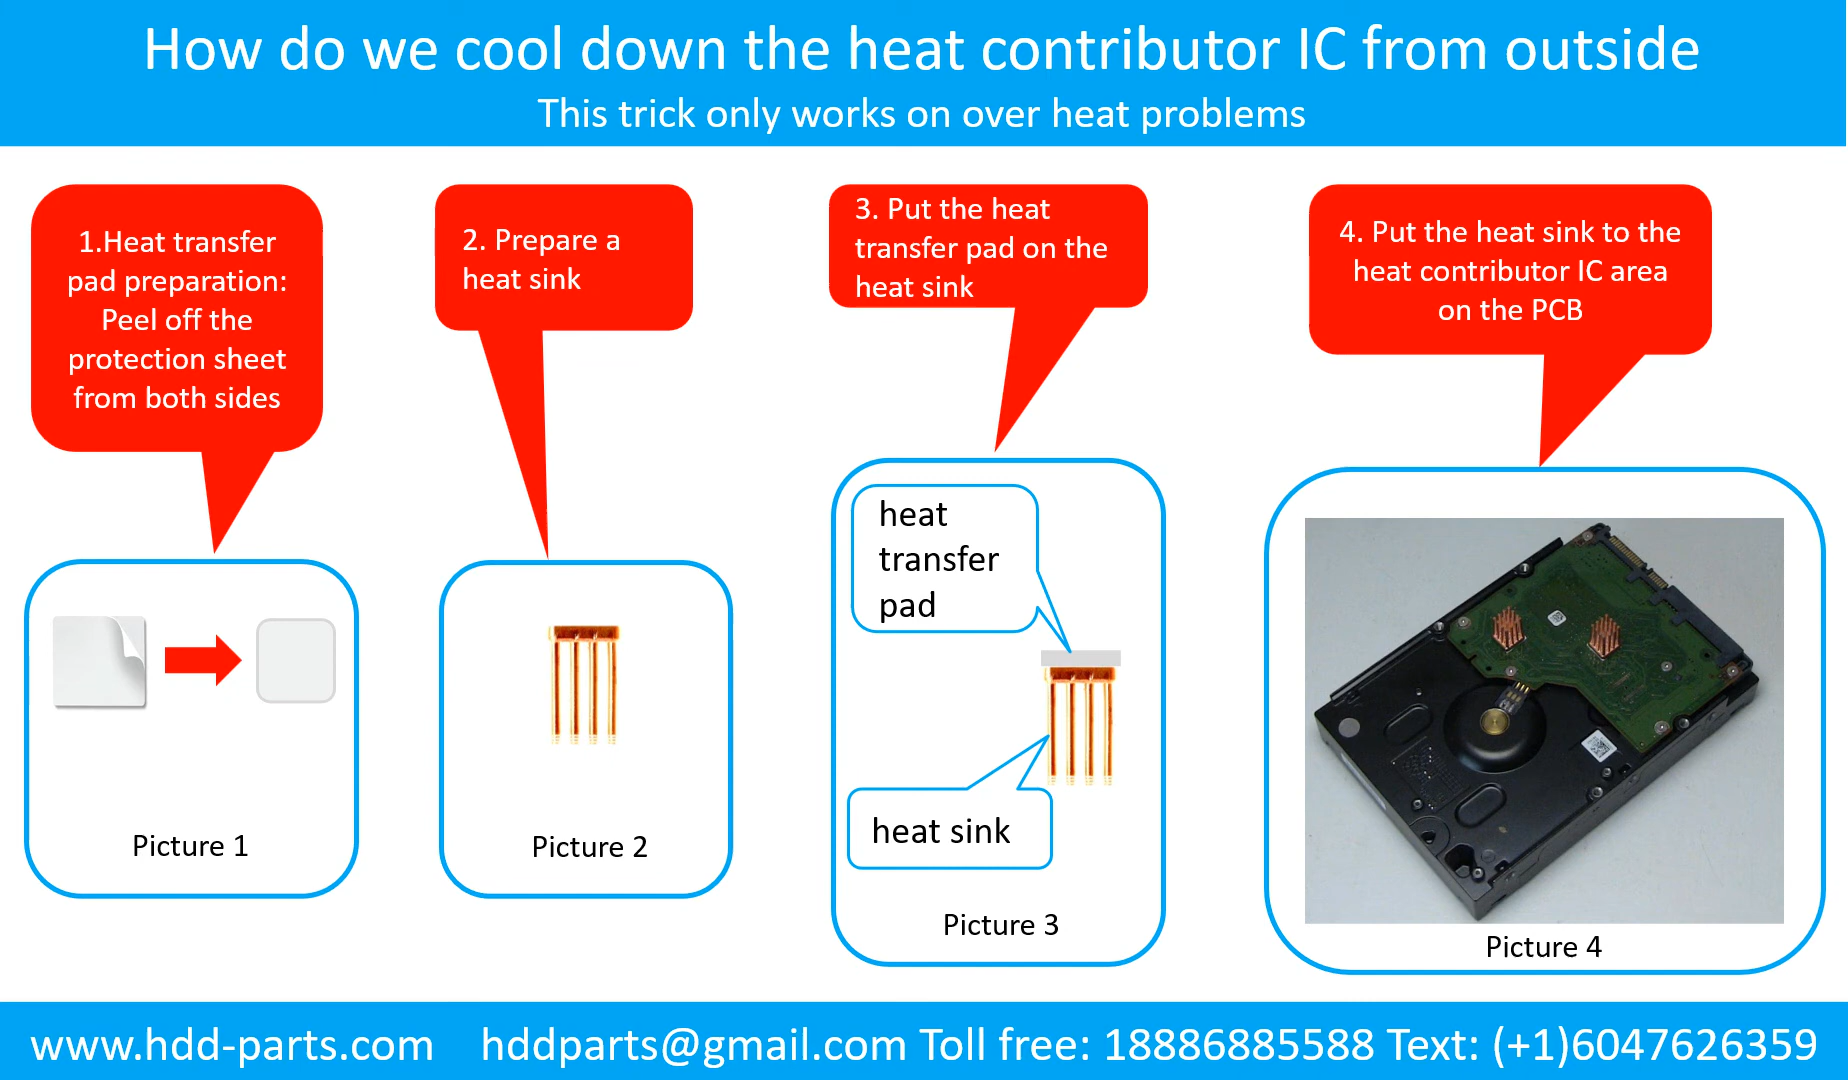 How do we cool down the heat contributor IC from outside
This trick only works on over heat problems
1.Heat transfer
pad preparation:
Peel off the
protection sheet
from both sides
2. Prepare a
heat sink
3. Put the heat
transfer pad on the
heat sink
4. Put the heat sink to the
heat contributor IC area
on the PCB
Picture 1
Picture 2
heat
transfer
pad
heat sink
Picture 3
Picture 4
www.hdd-parts.com hddparts@gmail.com Toll free: 18886885588 Text: (+1)6047626359